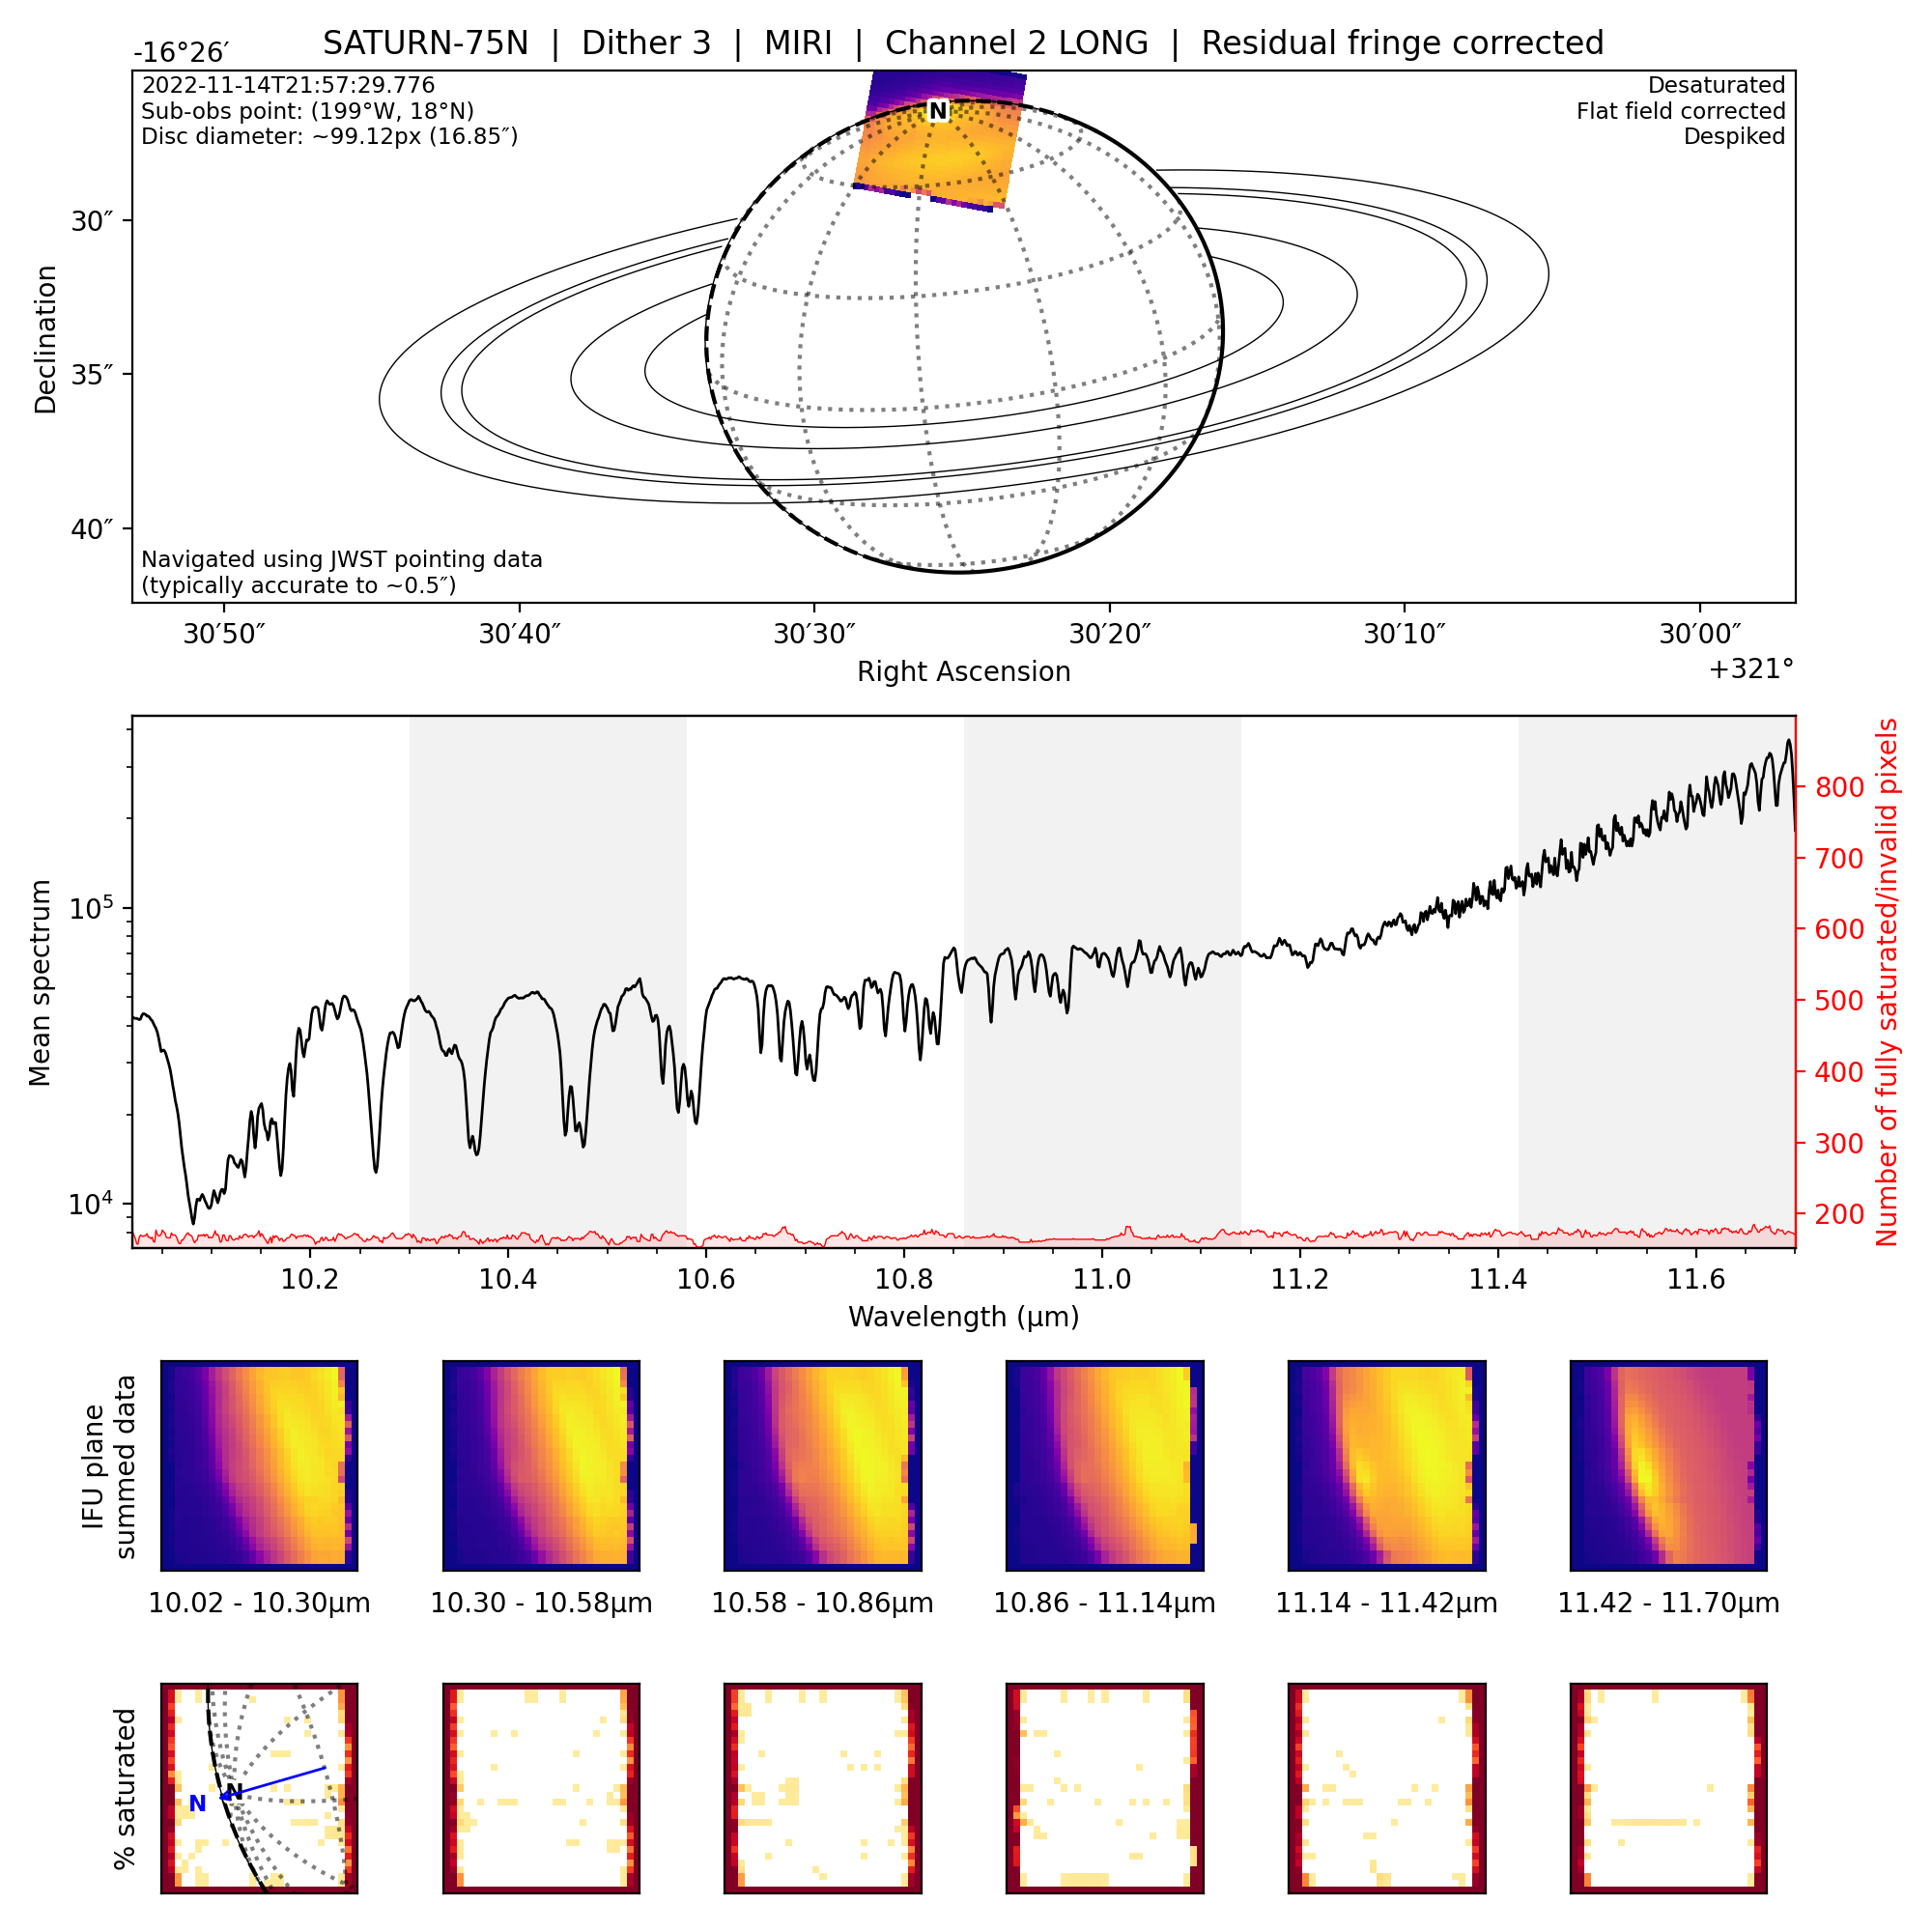 SATURN-75N | Dither 3 | MIRI | Channel 2 LONG | Residual fringe corrected
-16°26′
2022-11-14T21:57:29.776
Sub-obs point: (199°W, 18°N)
Disc diameter: ~99.12px (16.85″)
Desaturated
Flat field corrected
Despiked
N
30″
35″
40″
Declination
Navigated using JWST pointing data
(typically accurate to ~0.5″)
30′50″
30′40″
30′30″
30′20″
30′10″
30′00″
Right Ascension
+321°
Mean spectrum
10⁵
10⁴
800
700
600
500
400
300
200
Number of fully saturated/invalid pixels
10.2
10.4
10.6
10.8
11.0
11.2
11.4
11.6
Wavelength (µm)
IFU plane
summed data
10.02 - 10.30µm
10.30 - 10.58µm
10.58 - 10.86µm
10.86 - 11.14µm
11.14 - 11.42µm
11.42 - 11.70µm
% saturated
N
N